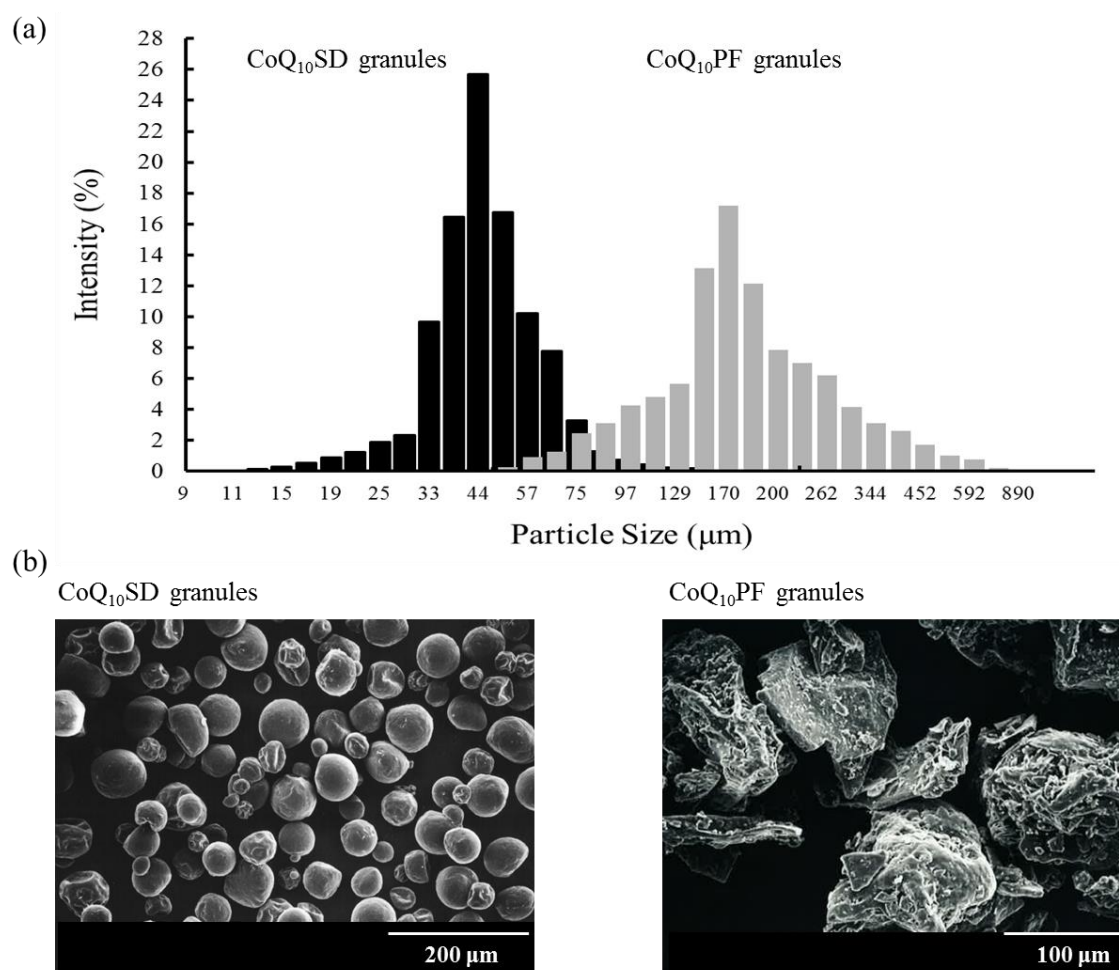 (a)
28
26
24
22
20
18
16
14
12
10
8
6
4
2
0
Intensity (%)
CoQ₁₀SD granules
CoQ₁₀PF granules
9 11 15 19 25 33 44 57 75 97 129 170 200 262 344 452 592 890
Particle Size (μm)
(b)
CoQ₁₀SD granules
CoQ₁₀PF granules
200 μm
100 μm